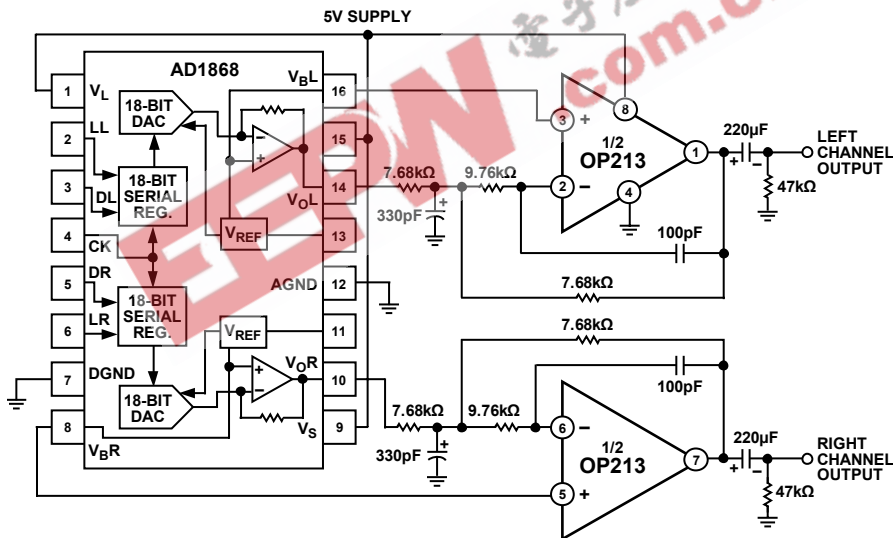 5V SUPPLY
AD1868
1
2
3
4
5
6
7
8
16
15
14
13
12
11
10
9
VL
LL
DL
CK
DR
LR
DGND
VBR
VBL
VOL
AGND
VOR
VS
18-BIT
DAC
18-BIT
SERIAL
REG.
18-BIT
SERIAL
REG.
18-BIT
DAC
VREF
VREF
+
−
+
−
7.68kΩ
330pF
+
9.76kΩ
3
+
2
−
1/2
OP213
8
1
4
100pF
7.68kΩ
220µF
+ −
47kΩ
LEFT
CHANNEL
OUTPUT
7.68kΩ
100pF
7.68kΩ
330pF
+
9.76kΩ
6
−
5
+
1/2
OP213
7
220µF
+ −
47kΩ
RIGHT
CHANNEL
OUTPUT
EEPW
.com.c